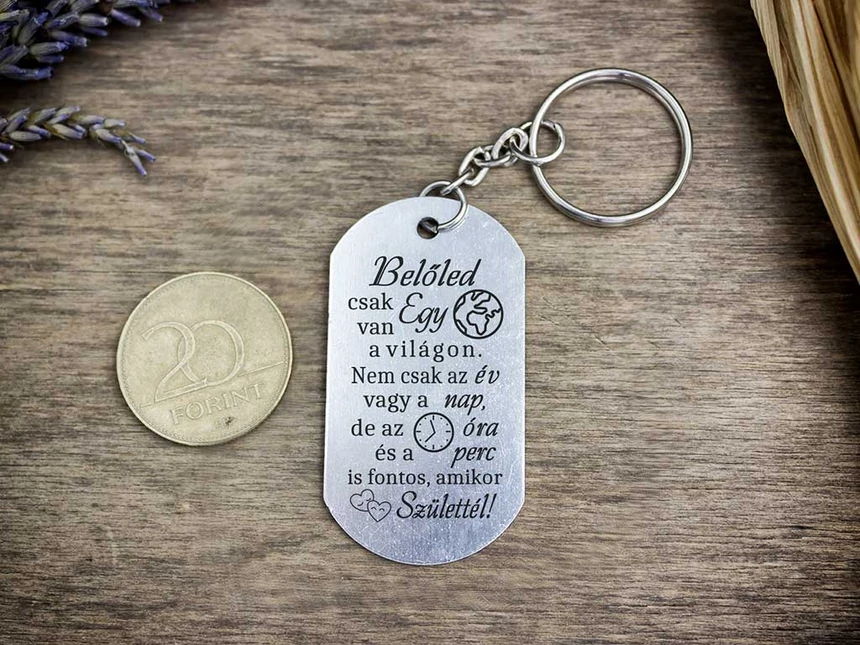 Belőled
csak Egy
van
a világon.
Nem csak az év
vagy a nap,
de az óra
és a perc
is fontos, amikor
Születtél!
20
FORINT